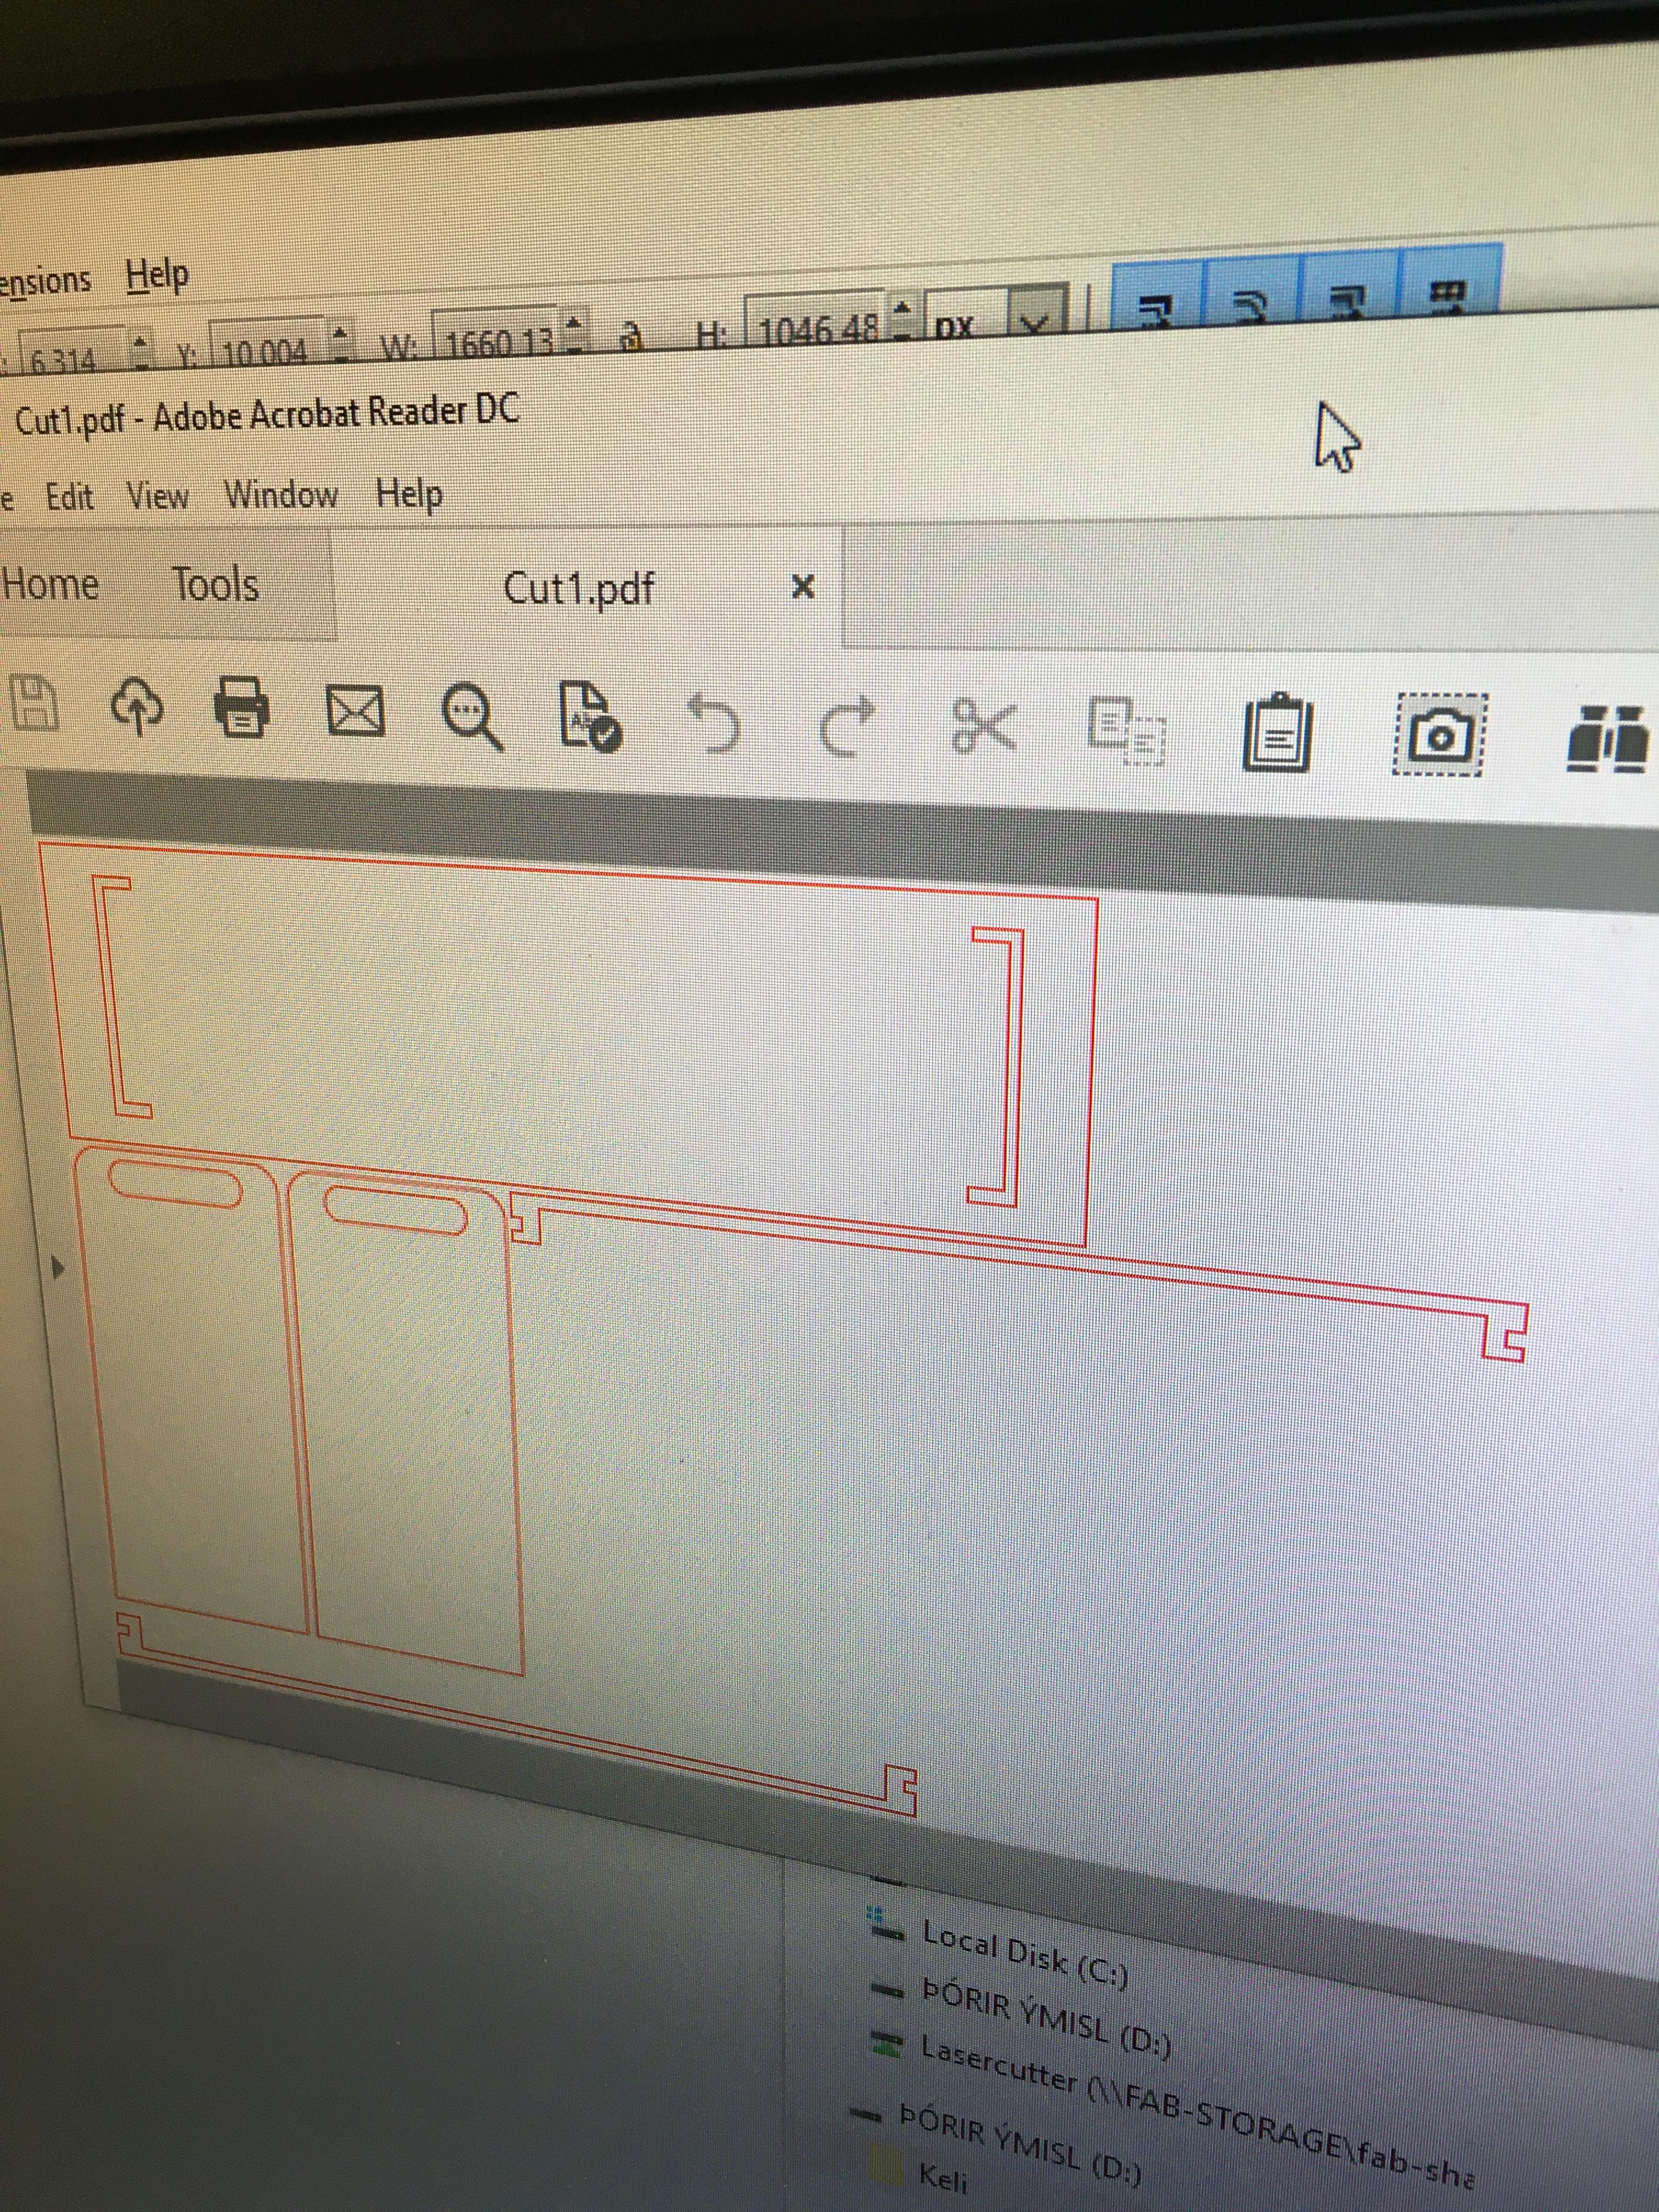 ensions Help
6.314 Y: 10.004 W: 1660.13 H: 1046.48 px
Cut1.pdf - Adobe Acrobat Reader DC
e Edit View Window Help
Home Tools Cut1.pdf x
Local Disk (C:)
ÞÓRIR ÝMISL (D:)
Lasercutter (\\FAB-STORAGE\fab-sha
ÞÓRIR ÝMISL (D:)
Keli